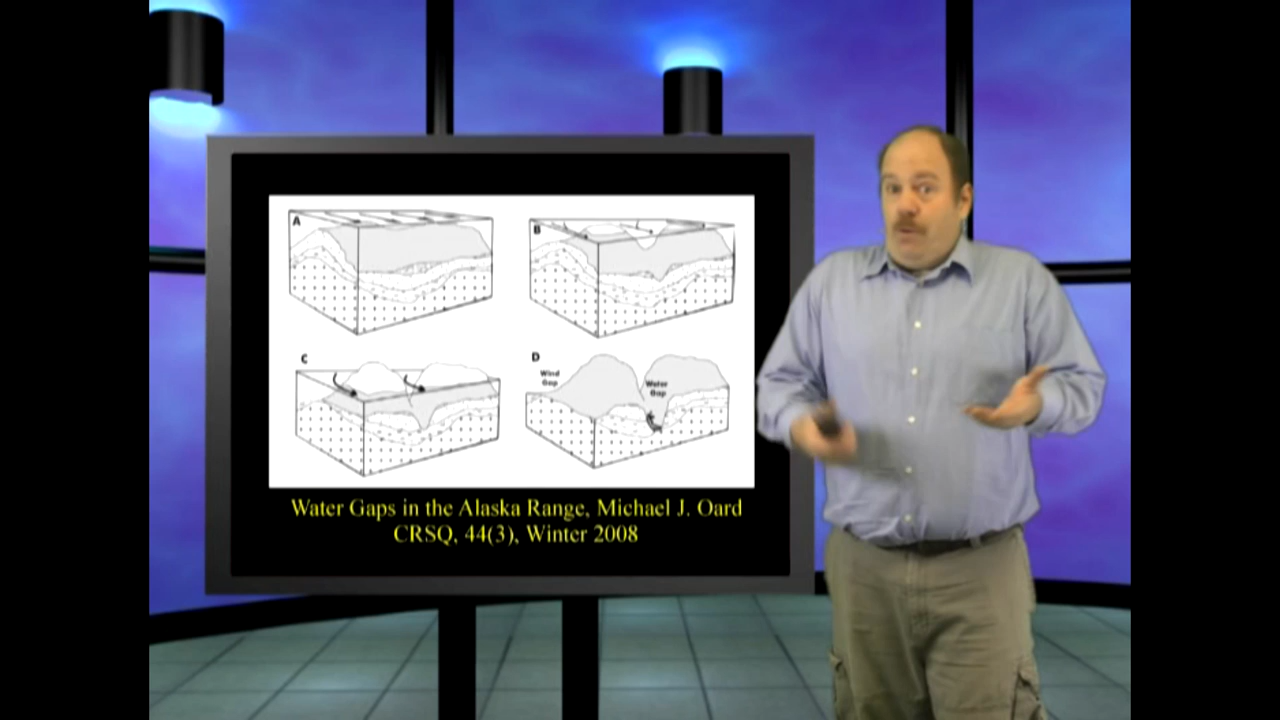 A
B
C
D
Wind
Gap
Water
Gap
Water Gaps in the Alaska Range, Michael J. Oard
CRSQ, 44(3), Winter 2008